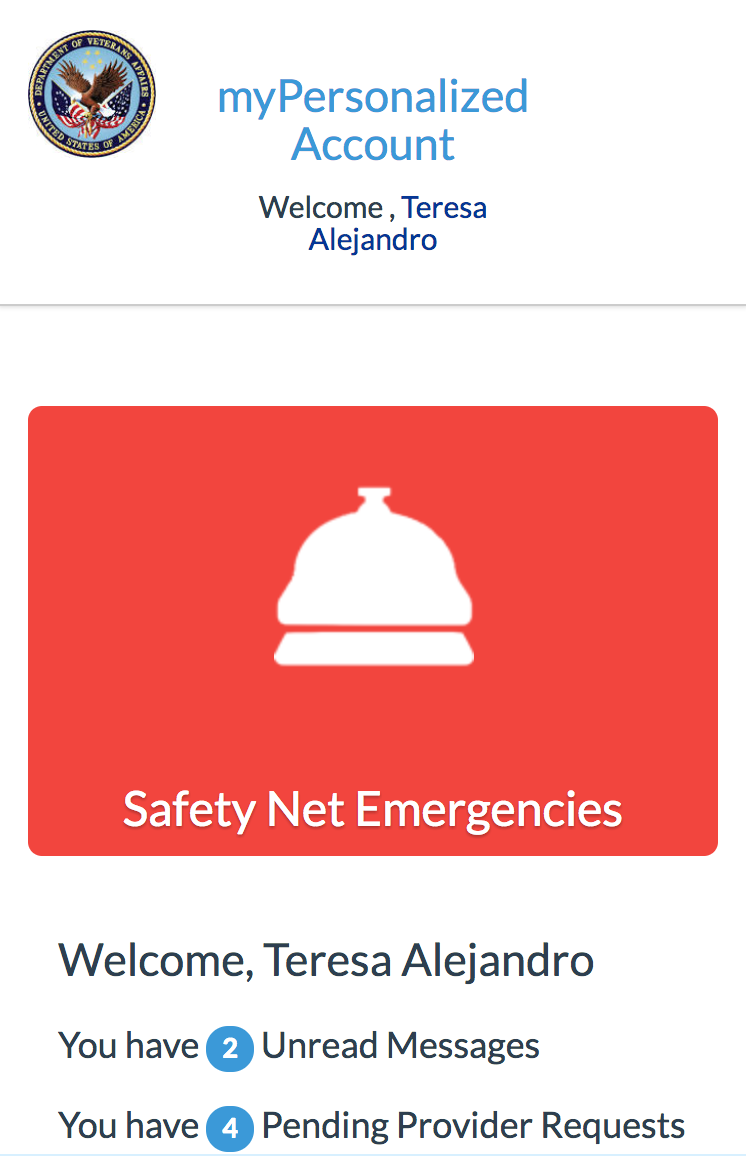 DEPARTMENT OF VETERANS AFFAIRS
UNITED STATES OF AMERICA
myPersonalized
Account
Welcome , Teresa
Alejandro
Safety Net Emergencies
Welcome, Teresa Alejandro
You have 2 Unread Messages
You have 4 Pending Provider Requests